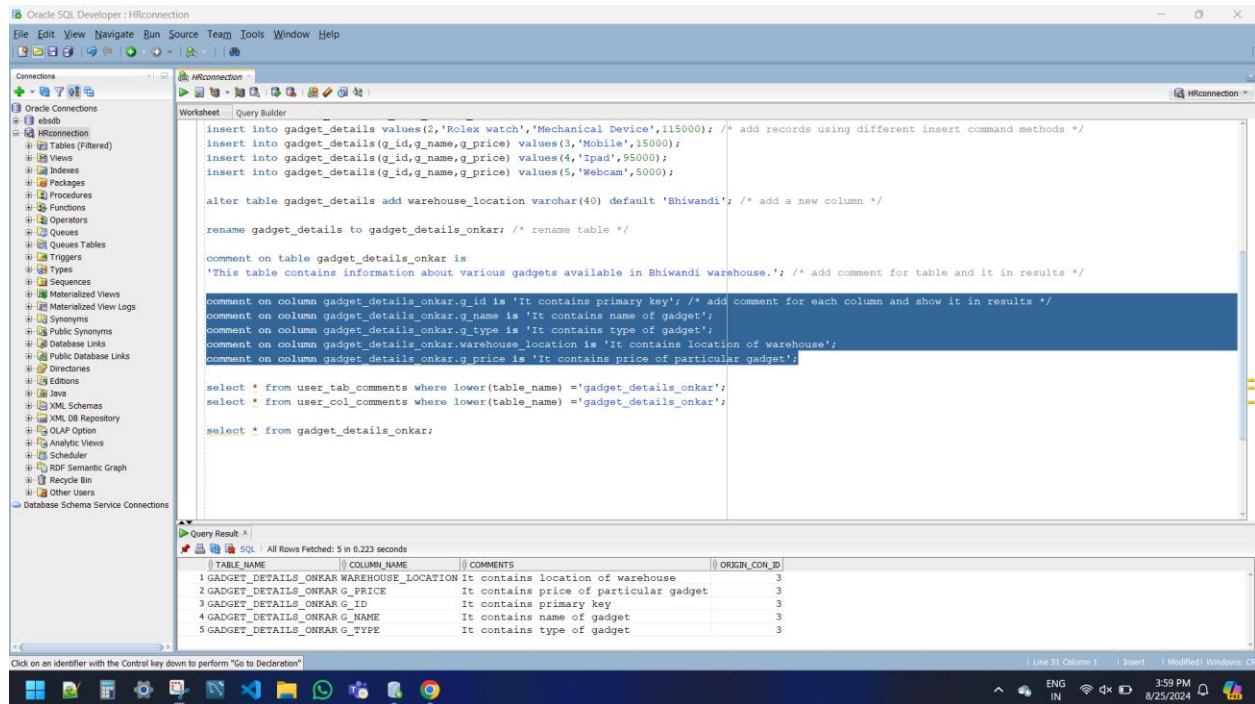 Oracle SQL Developer : HRconnection
File Edit View Navigate Run Source Team Tools Window Help
Connections
HRconnection
HRconnection
Oracle Connections
ebsdb
HRconnection
Tables (Filtered)
Views
Indexes
Packages
Procedures
Functions
Operators
Queues
Queues Tables
Triggers
Types
Sequences
Materialized Views
Materialized View Logs
Synonyms
Public Synonyms
Database Links
Public Database Links
Directories
Editions
Java
XML Schemas
XML DB Repository
OLAP Option
Analytic Views
Scheduler
RDF Semantic Graph
Recycle Bin
Other Users
Database Schema Service Connections
Worksheet Query Builder
insert into gadget_details values(2,'Rolex watch','Mechanical Device',115000); /* add records using different insert command methods */
insert into gadget_details(g_id,g_name,g_price) values(3,'Mobile',15000);
insert into gadget_details(g_id,g_name,g_price) values(4,'Ipad',95000);
insert into gadget_details(g_id,g_name,g_price) values(5,'Webcam',5000);
alter table gadget_details add warehouse_location varchar(40) default 'Bhiwandi'; /* add a new column */
rename gadget_details to gadget_details_onkar; /* rename table */
comment on table gadget_details_onkar is
'This table contains information about various gadgets available in Bhiwandi warehouse.'; /* add comment for table and it in results */
comment on column gadget_details_onkar.g_id is 'It contains primary key'; /* add comment for each column and show it in results */
comment on column gadget_details_onkar.g_name is 'It contains name of gadget';
comment on column gadget_details_onkar.g_type is 'It contains type of gadget';
comment on column gadget_details_onkar.warehouse_location is 'It contains location of warehouse';
comment on column gadget_details_onkar.g_price is 'It contains price of particular gadget';
select * from user_tab_comments where lower(table_name) ='gadget_details_onkar';
select * from user_col_comments where lower(table_name) ='gadget_details_onkar';
select * from gadget_details_onkar;
Query Result
SQL | All Rows Fetched: 5 in 0.223 seconds
TABLE_NAME COLUMN_NAME COMMENTS ORIGIN_CON_ID
1 GADGET_DETAILS_ONKAR WAREHOUSE_LOCATION It contains location of warehouse 3
2 GADGET_DETAILS_ONKAR G_PRICE It contains price of particular gadget 3
3 GADGET_DETAILS_ONKAR G_ID It contains primary key 3
4 GADGET_DETAILS_ONKAR G_NAME It contains name of gadget 3
5 GADGET_DETAILS_ONKAR G_TYPE It contains type of gadget 3
Click on an identifier with the Control key down to perform "Go to Declaration"
Line 31 Column 1 | Insert | Modified | Windows: CR
ENG
IN
3:59 PM
8/25/2024